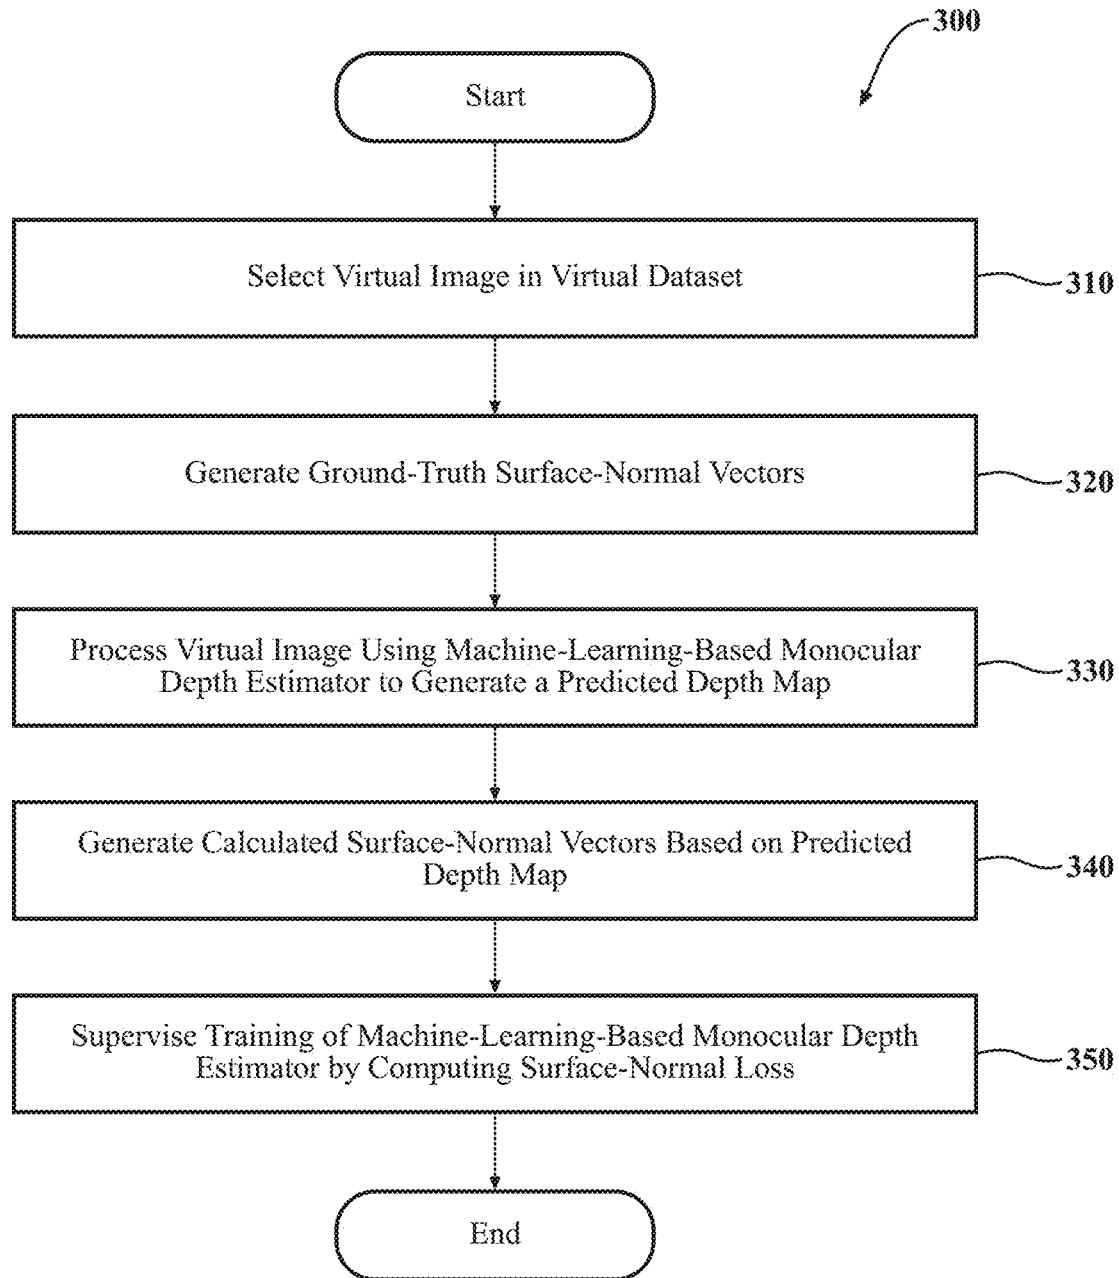 300
Start
Select Virtual Image in Virtual Dataset
310
Generate Ground-Truth Surface-Normal Vectors
320
Process Virtual Image Using Machine-Learning-Based Monocular
Depth Estimator to Generate a Predicted Depth Map
330
Generate Calculated Surface-Normal Vectors Based on Predicted
Depth Map
340
Supervise Training of Machine-Learning-Based Monocular Depth
Estimator by Computing Surface-Normal Loss
350
End